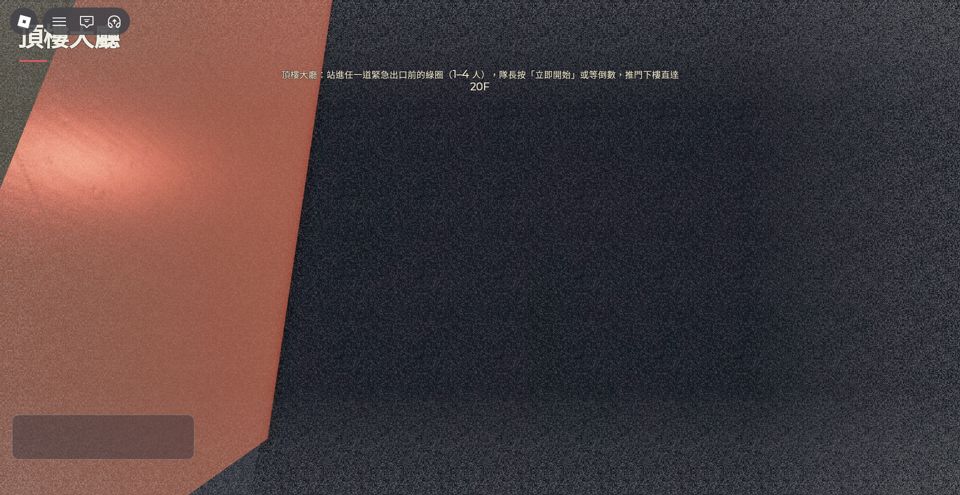 頂樓大廳
頂樓大廳：站進任一道緊急出口前的綠圈（1–4 人），隊長按「立即開始」或等倒數，推門下樓直達
20F